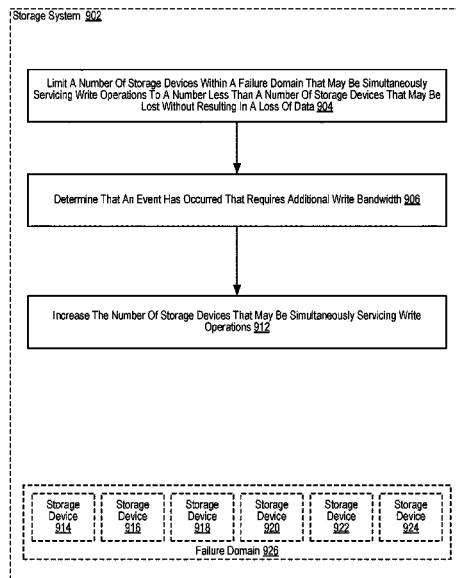 Storage System 902
Limit A Number Of Storage Devices Within A Failure Domain That May Be Simultaneously
Servicing Write Operations To A Number Less Than A Number Of Storage Devices That May Be
Lost Without Resulting In A Loss Of Data 904
Determine That An Event Has Occurred That Requires Additional Write Bandwidth 906
Increase The Number Of Storage Devices That May Be Simultaneously Servicing Write
Operations 912
Storage Device 914
Storage Device 916
Storage Device 918
Storage Device 920
Storage Device 922
Storage Device 924
Failure Domain 926